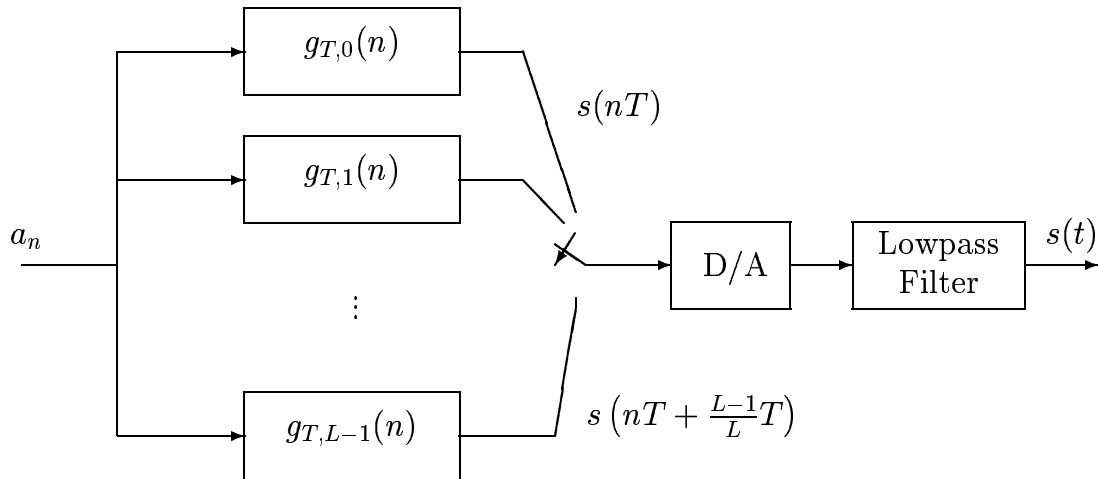 g_{T,0}(n)
s(nT)
g_{T,1}(n)
a_n
D/A
Lowpass
Filter
s(t)
⋮
g_{T,L−1}(n)
s(nT + \frac{L−1}{L}T)